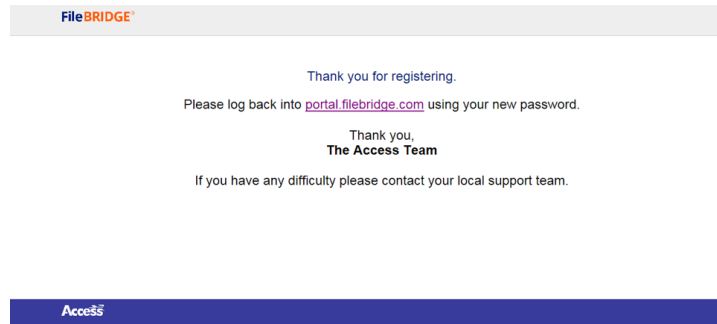 FileBRIDGE®
Thank you for registering.
Please log back into portal.filebridge.com using your new password.
Thank you,
The Access Team
If you have any difficulty please contact your local support team.
Access